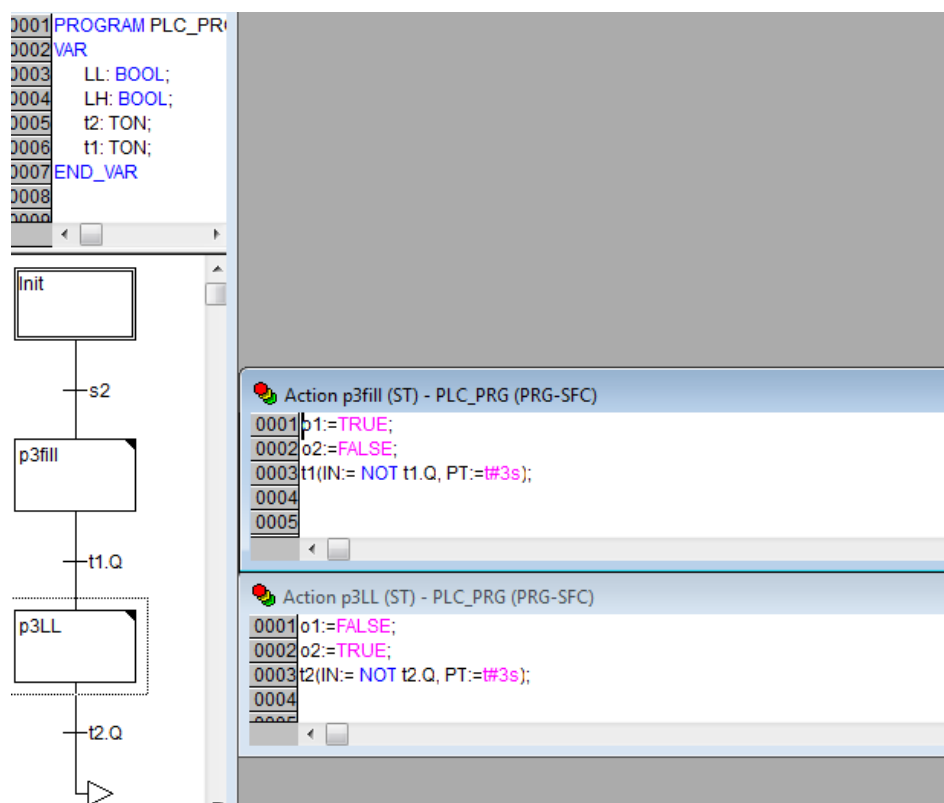 0001 PROGRAM PLC_PR
0002 VAR
0003 LL: BOOL;
0004 LH: BOOL;
0005 t2: TON;
0006 t1: TON;
0007 END_VAR
0008
0009
Init
s2
p3fill
t1.Q
p3LL
t2.Q
Action p3fill (ST) - PLC_PRG (PRG-SFC)
0001 o1:=TRUE;
0002 o2:=FALSE;
0003 t1(IN:= NOT t1.Q, PT:=t#3s);
0004
0005
Action p3LL (ST) - PLC_PRG (PRG-SFC)
0001 o1:=FALSE;
0002 o2:=TRUE;
0003 t2(IN:= NOT t2.Q, PT:=t#3s);
0004
0005